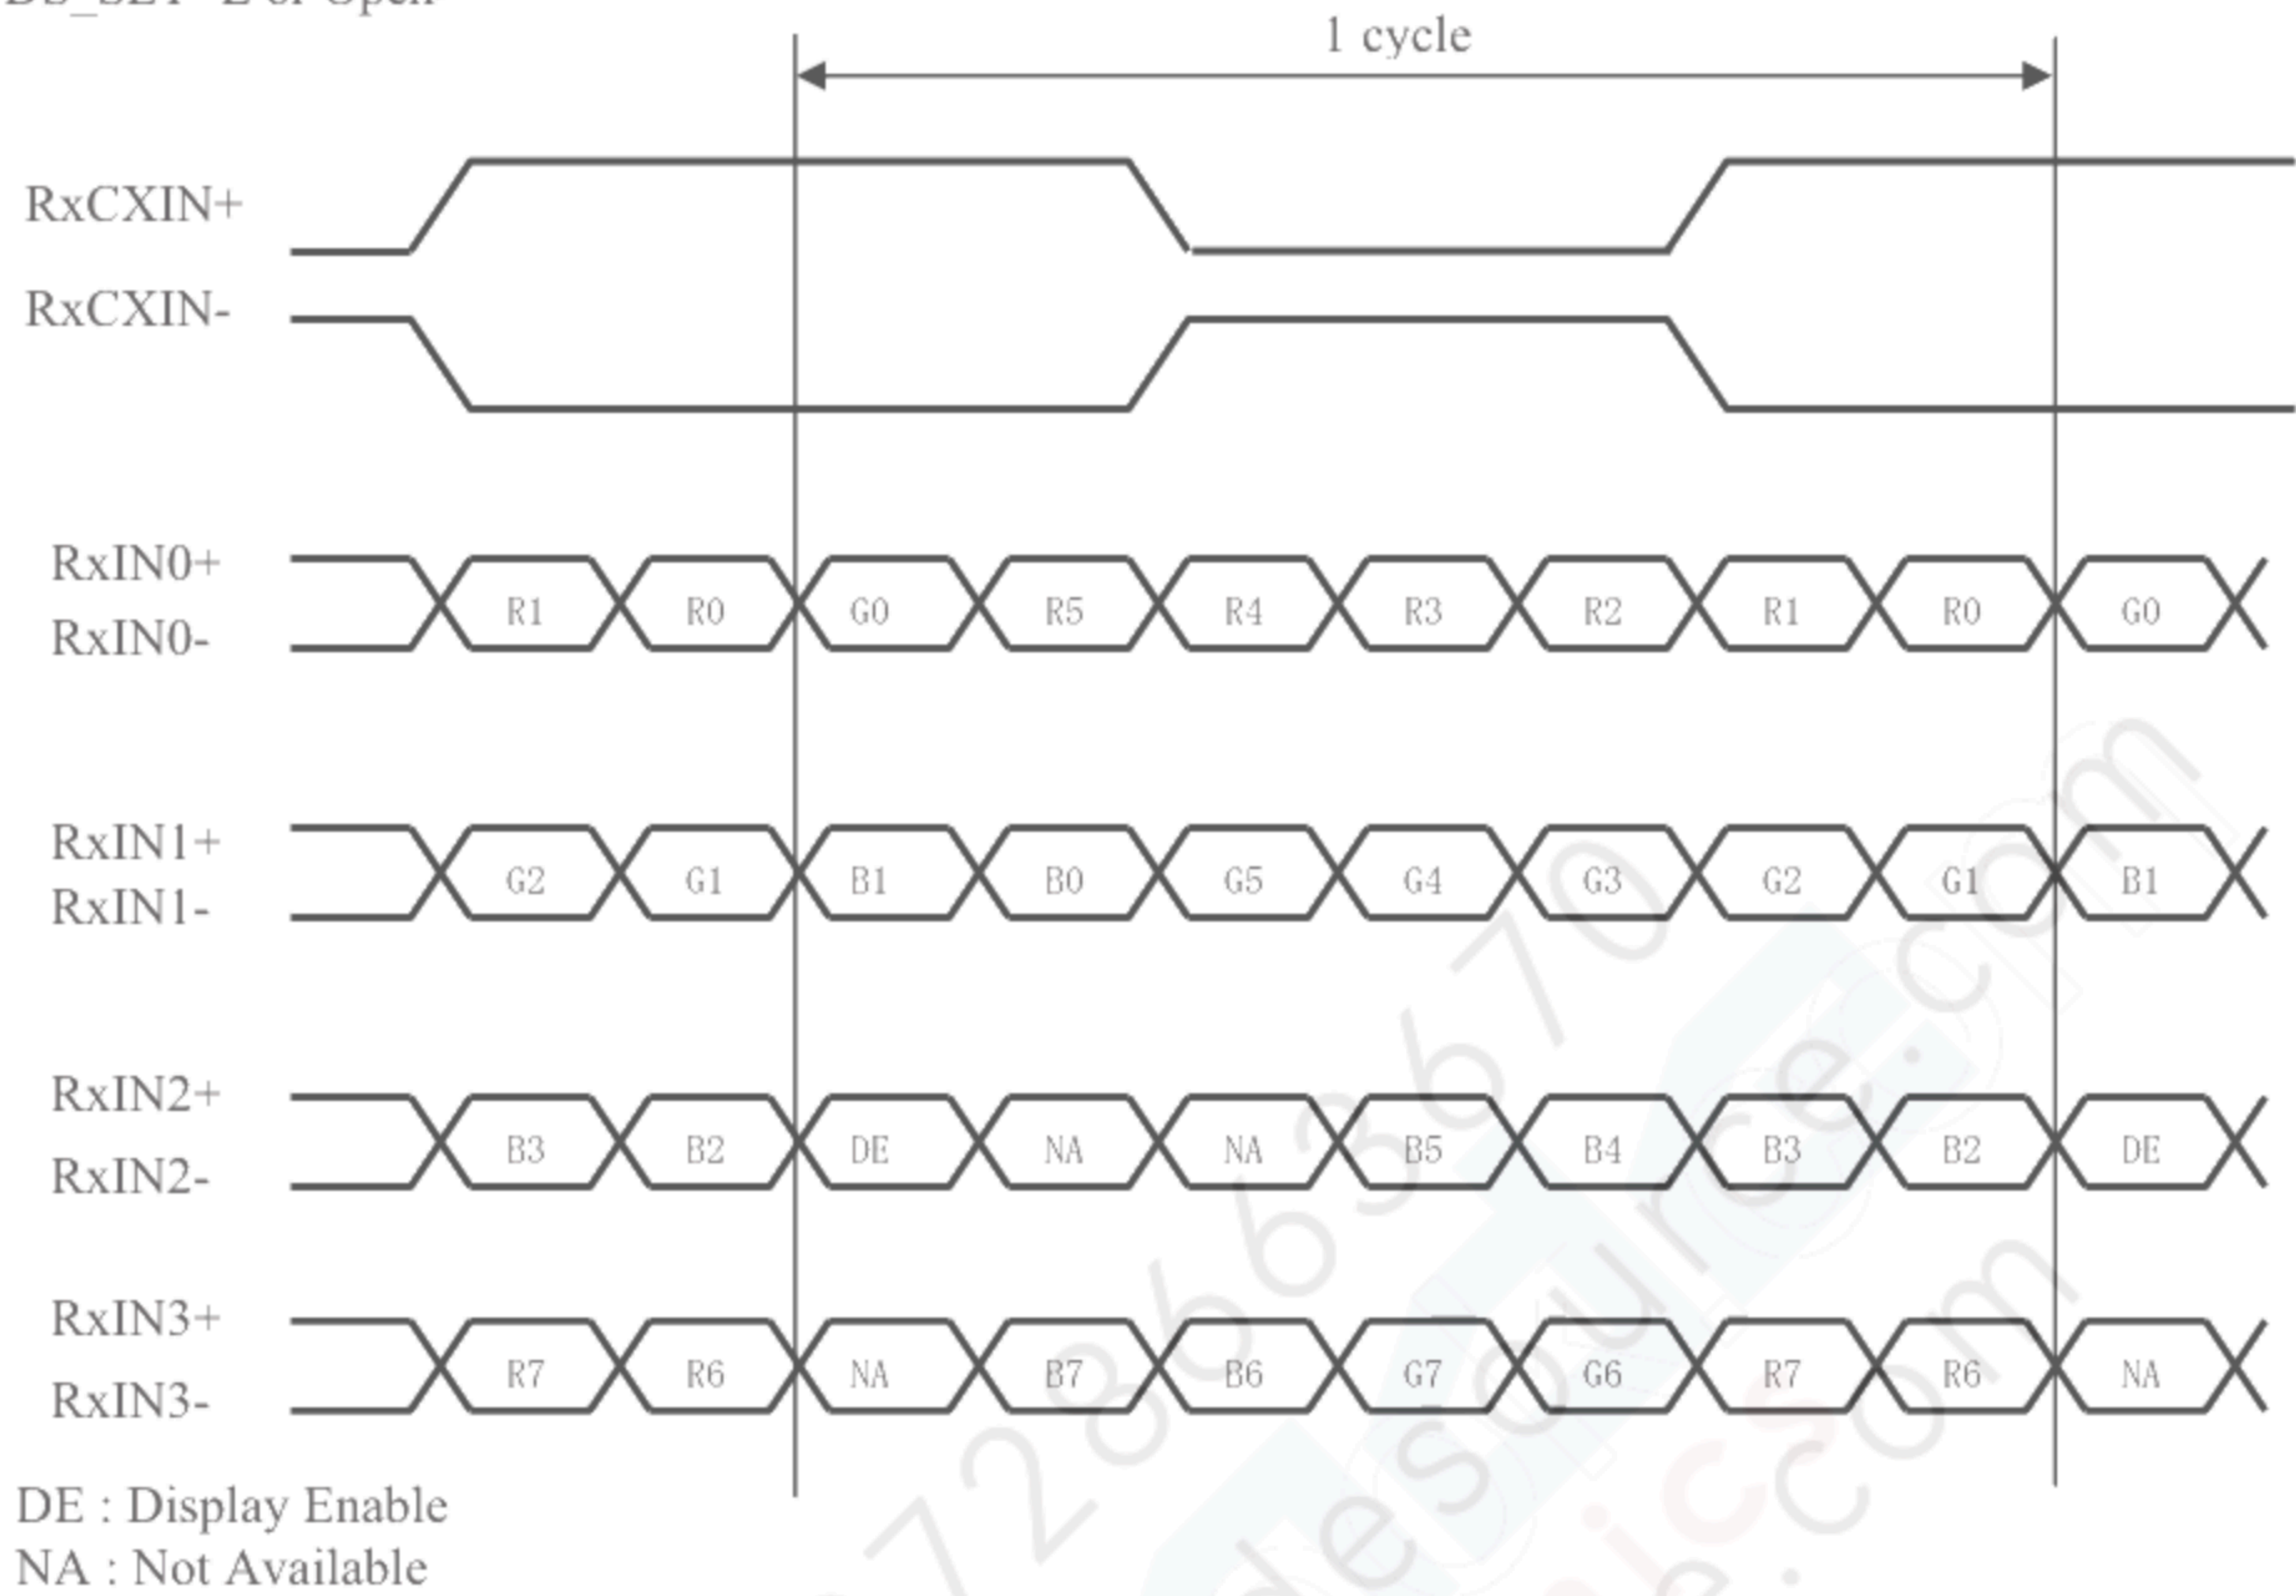 1 cycle
RxCXIN+
RxCXIN-
RxIN0+
R1 R0 G0 R5 R4 R3 R2 R1 R0 G0
RxIN0-
RxIN1+
G2 G1 B1 B0 G5 G4 G3 G2 G1 B1
RxIN1-
RxIN2+
B3 B2 DE NA NA B5 B4 B3 B2 DE
RxIN2-
RxIN3+
R7 R6 NA B7 B6 G7 G6 R7 R6 NA
RxIN3-
DE : Display Enable
NA : Not Available